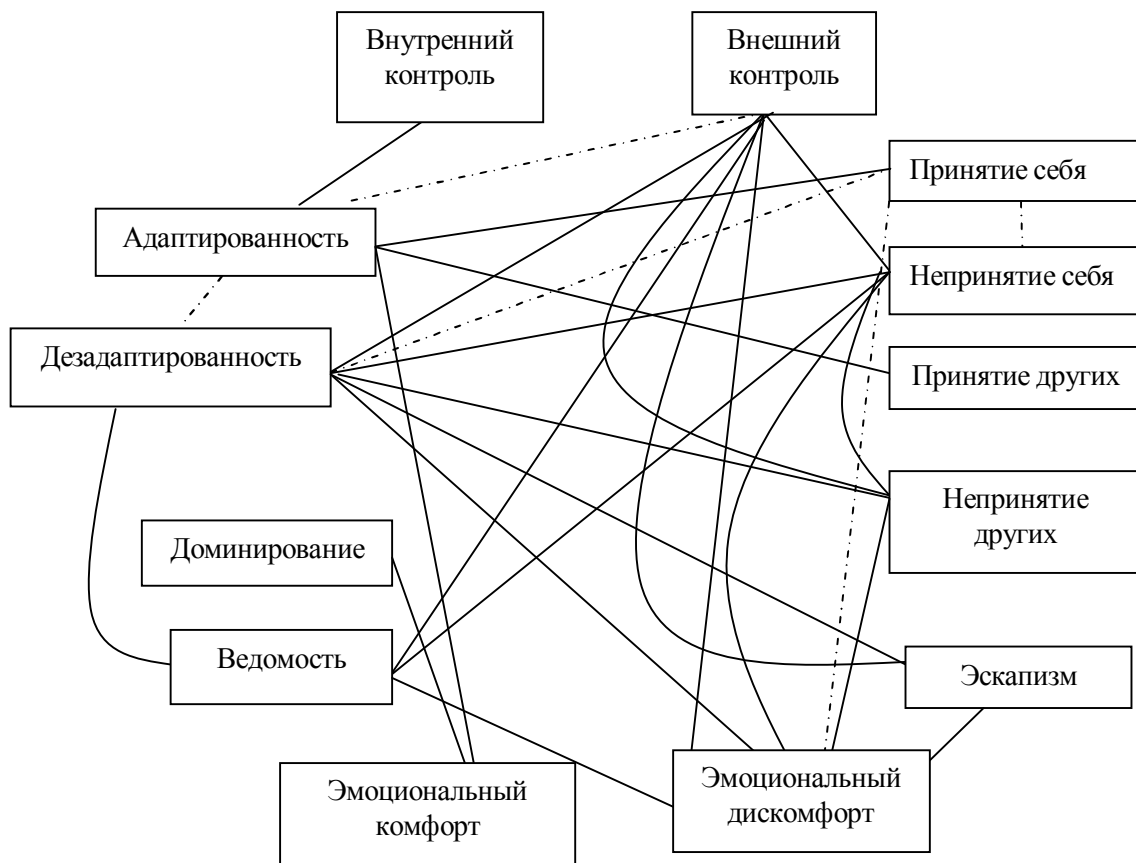 Внутренний
контроль
Внешний
контроль
Принятие себя
Адаптированность
Непринятие себя
Дезадаптированность
Принятие других
Непринятие
других
Доминирование
Ведомость
Эскапизм
Эмоциональный
комфорт
Эмоциональный
дискомфорт